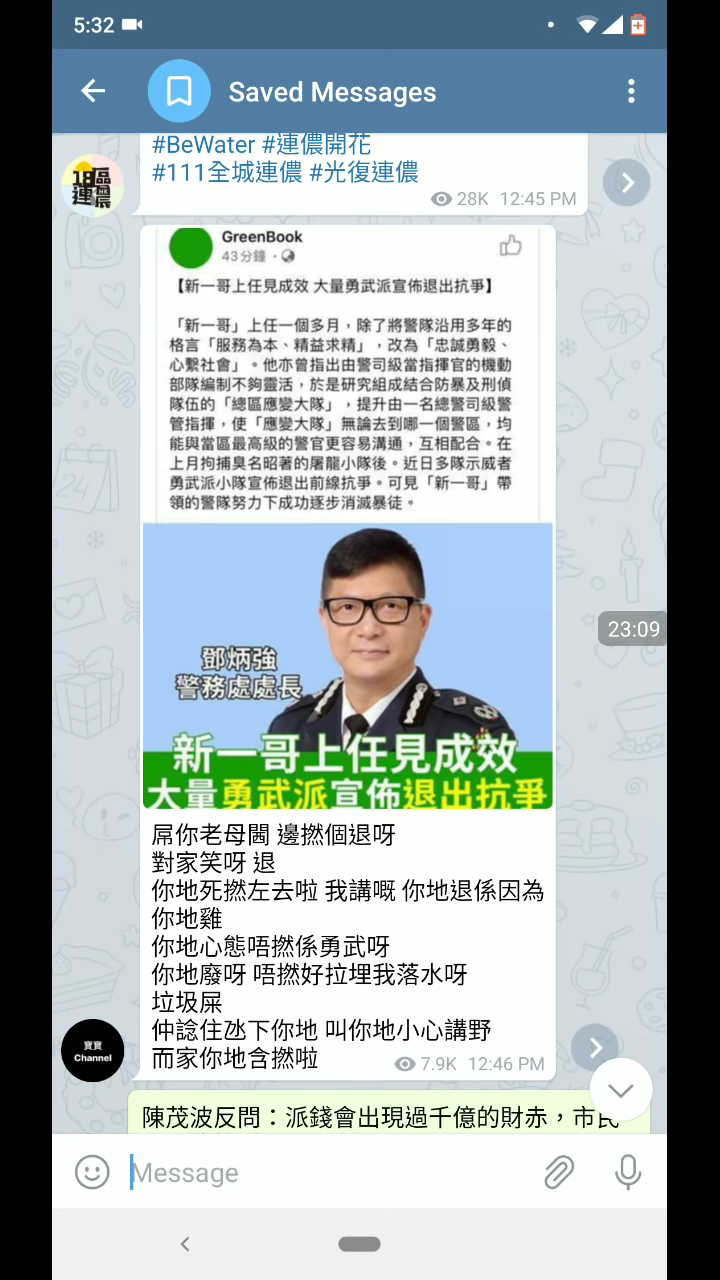 5:32
Saved Messages
#BeWater #連儂開花
#111全城連儂 #光復連儂
28K 12:45 PM
18區
連儂
GreenBook
43分鐘 ·
【新一哥上任見成效 大量勇武派宣佈退出抗爭】
「新一哥」上任一個多月，除了將警隊沿用多年的
格言「服務為本、精益求精」，改為「忠誠勇毅、
心繫社會」。他亦曾指出由警司級當指揮官的機動
部隊編制不夠靈活，於是研究組成結合防暴及刑偵
隊伍的「總區應變大隊」，提升由一名總警司級警
管指揮，使「應變大隊」無論去到哪一個警區，均
能與當區最高級的警官更容易溝通，互相配合。在
上月拘捕臭名昭著的屠龍小隊後。近日多隊示威者
勇武派小隊宣佈退出前線抗爭。可見「新一哥」帶
領的警隊努力下成功逐步消滅暴徒。
23:09
鄧炳強
警務處處長
新一哥上任見成效
大量勇武派宣佈退出抗爭
屌你老母閪 邊撚個退呀
對家笑呀 退
你地死撚左去啦 我講嘅 你地退係因為
你地雞
你地心態唔撚係勇武呀
你地廢呀 唔撚好拉埋我落水呀
垃圾屎
仲諗住氹下你地 叫你地小心講野
而家你地含撚啦
7.9K 12:46 PM
寶寶
Channel
陳茂波反問：派錢會出現過千億的財赤，市民
Message